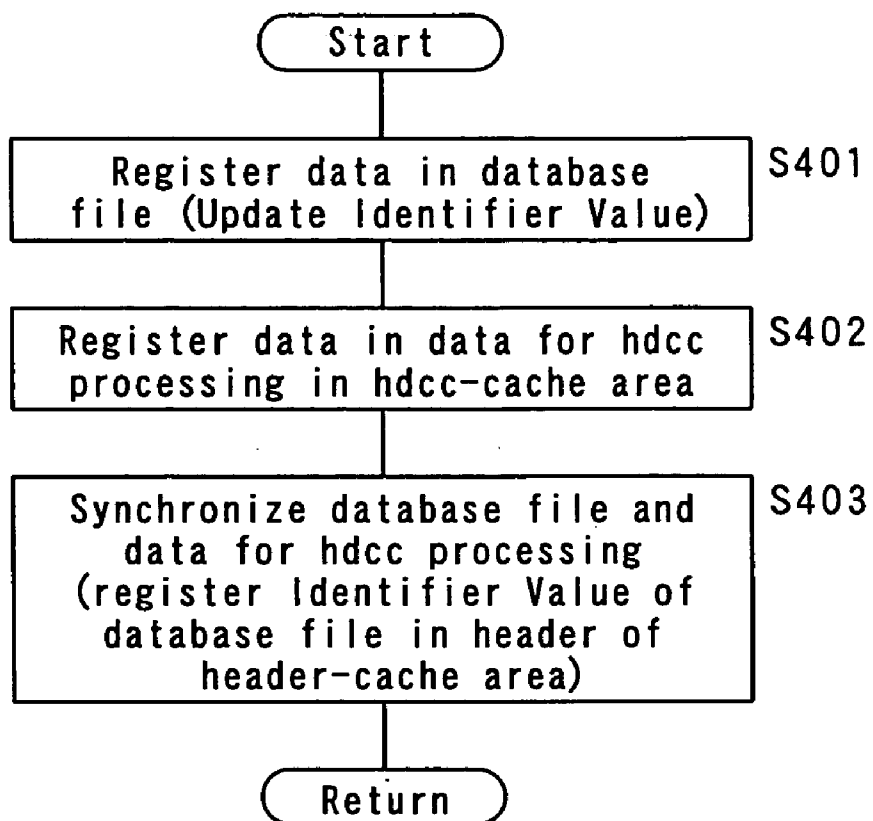 Start
Register data in database
file (Update Identifier Value)
S401
Register data in data for hdcc
processing in hdcc-cache area
S402
Synchronize database file and
data for hdcc processing
(register Identifier Value of
database file in header of
header-cache area)
S403
Return